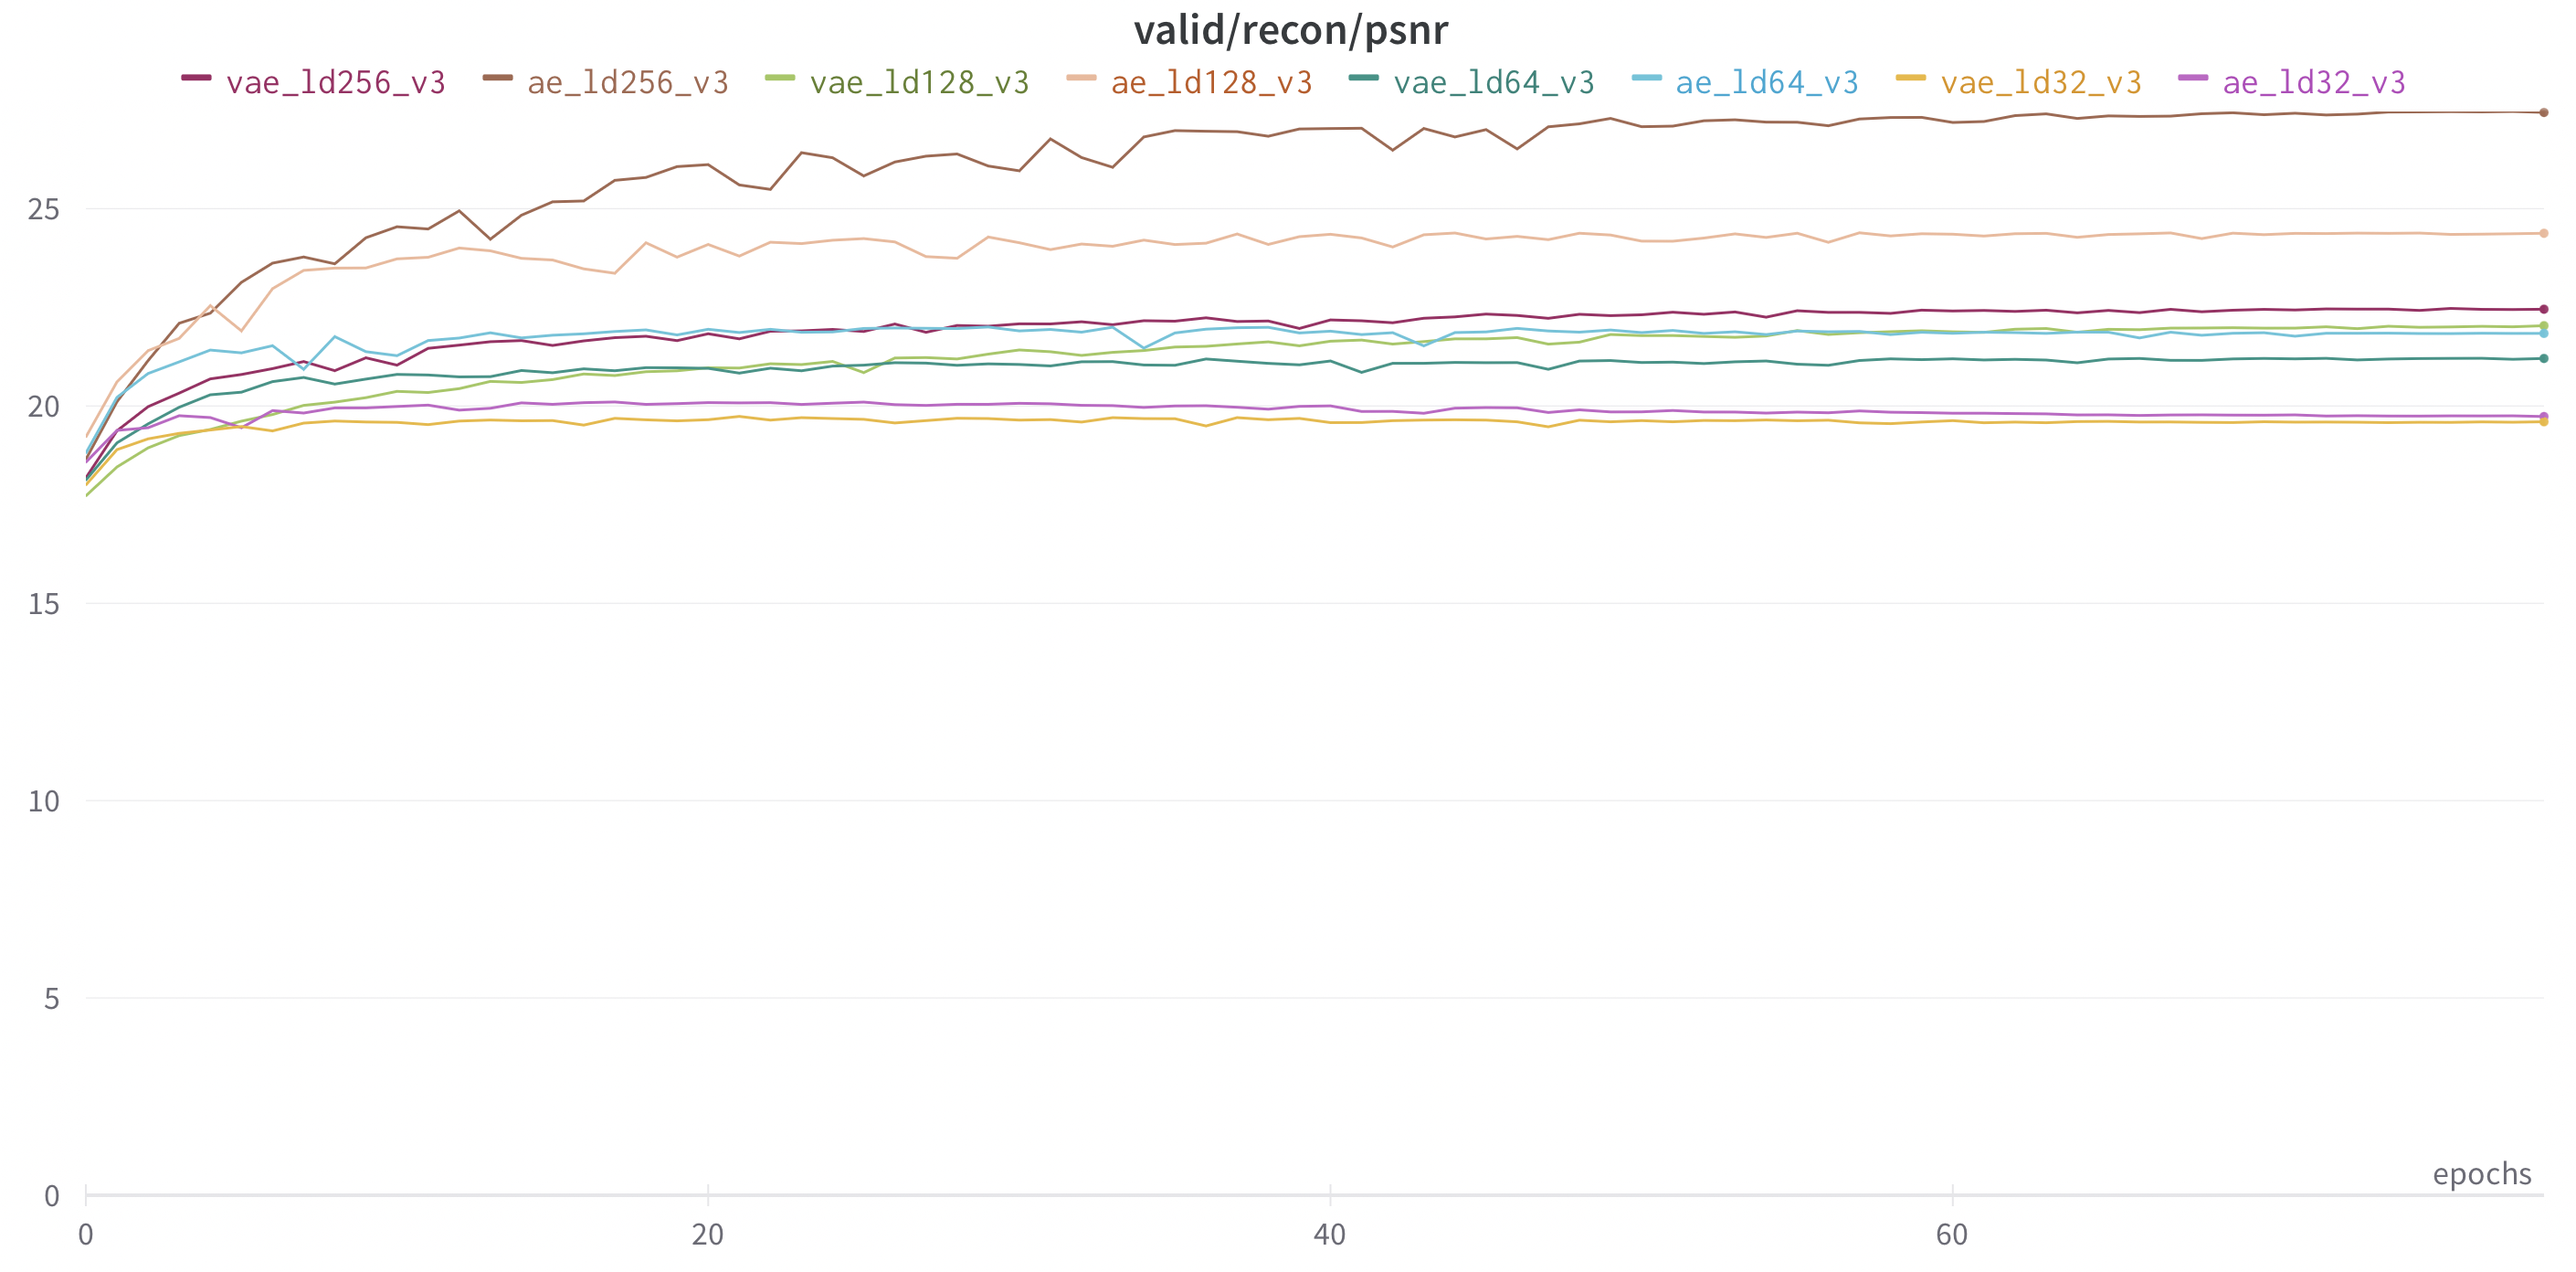 valid/recon/psnr
vae_ld256_v3 ae_ld256_v3 vae_ld128_v3 ae_ld128_v3 vae_ld64_v3 ae_ld64_v3 vae_ld32_v3 ae_ld32_v3
25
20
15
10
5
epochs
0
0 20 40 60